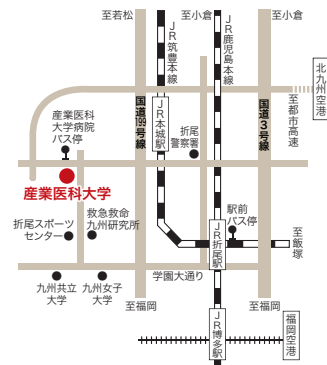 至若松
至小倉
至小倉
JR筑豊本線
JR鹿児島本線
北九州空港
至都市高速
国道199号線
国道3号線
JR本城駅
産業医科
大学病院
バス停
折尾
警察署
産業医科大学
救急救命
九州研究所
折尾スポーツ
センター
駅前
バス停
JR折尾駅
至飯塚
学園大通り
九州共立
大学
九州女子
大学
至福岡
至福岡
JR博多駅
福岡空港